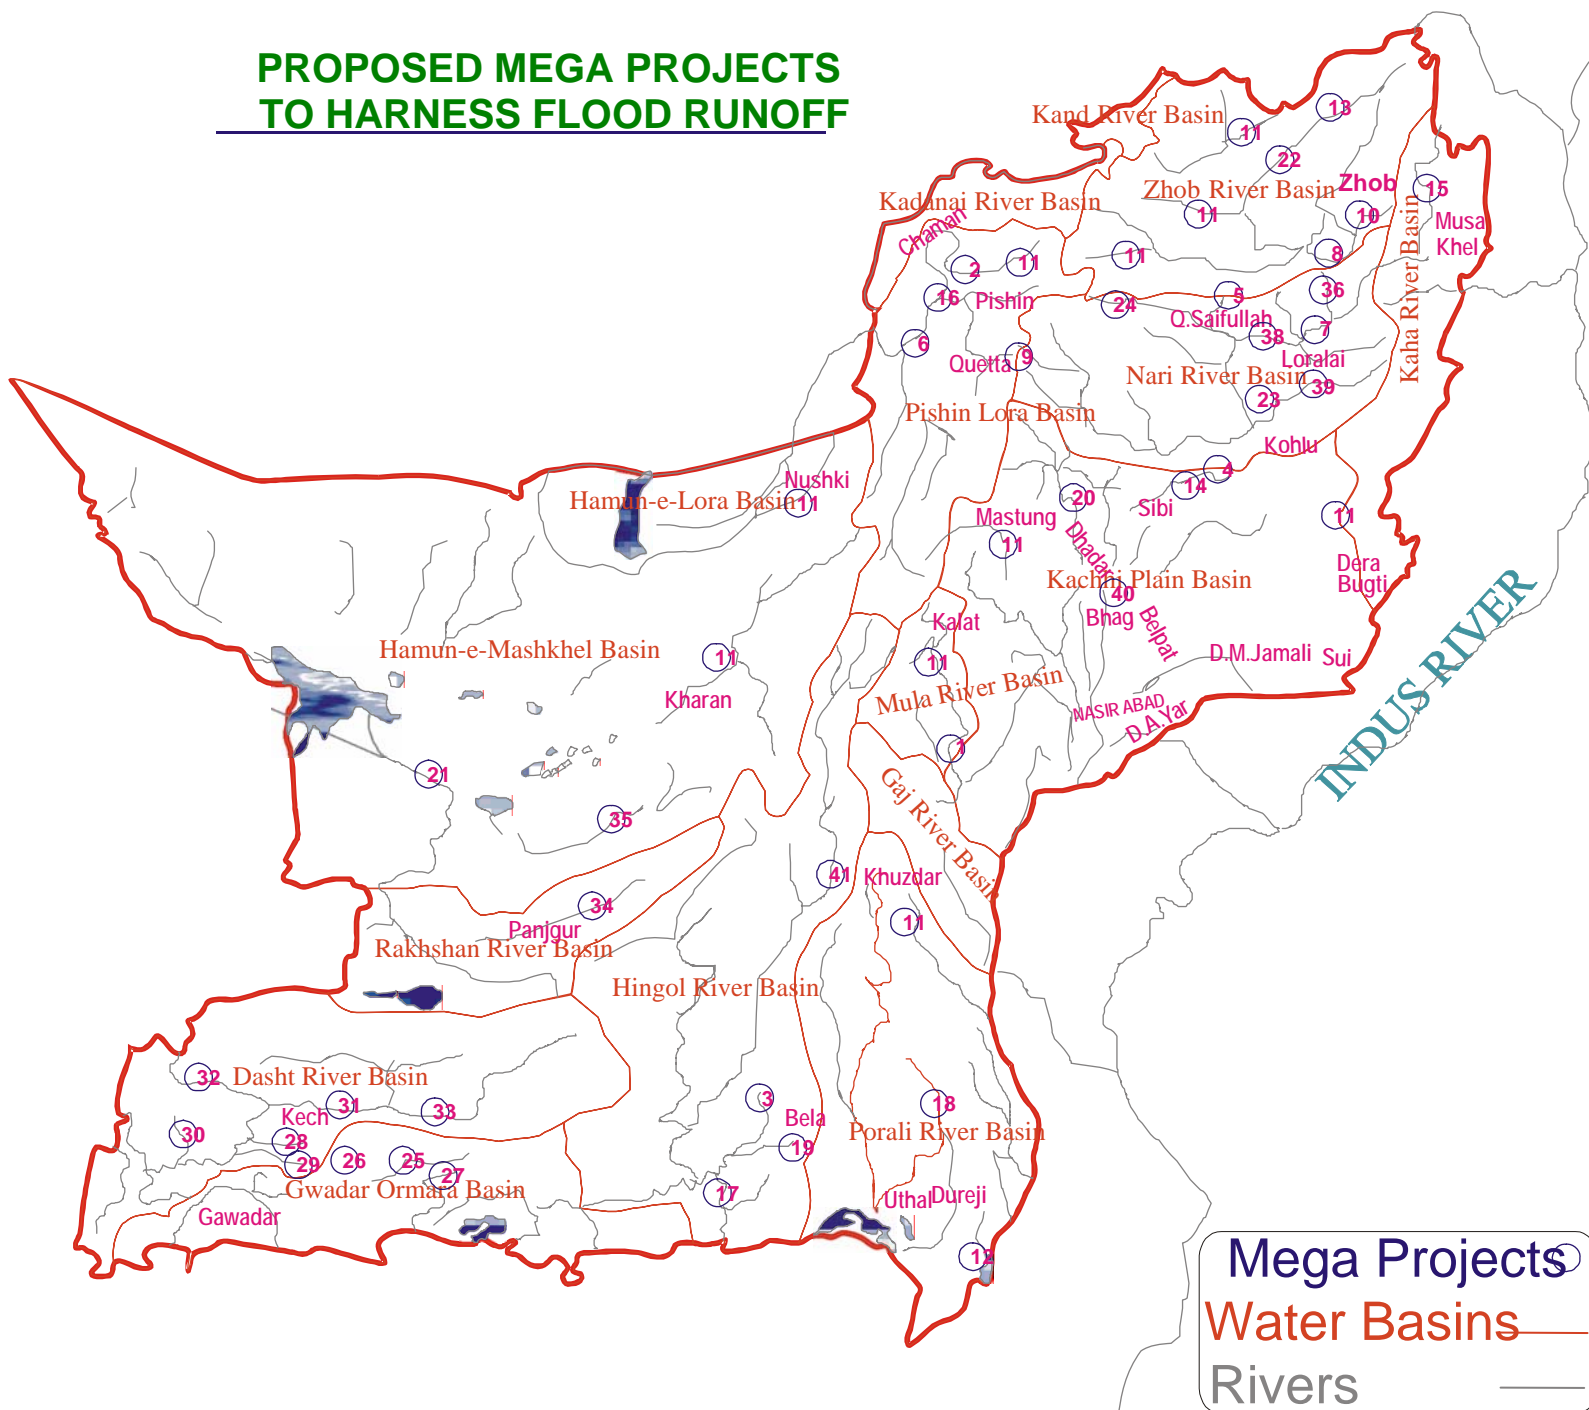 PROPOSED MEGA PROJECTS
TO HARNESS FLOOD RUNOFF
13
Kand River Basin
11
22
Zhob River Basin
Zhob
15
Kadanai River Basin
11
10
Musa
Khel
Chaman
Kaha River Basin
11
8
2
11
16
Pishin
24
5
36
Q.Saifullah
7
38
6
Quetta
9
Loralai
Nari River Basin
39
23
Pishin Lora Basin
Kohlu
4
Nushki
14
Hamun-e-Lora Basin
11
20
Sibi
Mastung
11
11
Dhadar
Dera
Bugti
Kachhi Plain Basin
40
Bhag
Belpat
INDUS RIVER
Kalat
Hamun-e-Mashkhel Basin
11
11
D.M.Jamali
Sui
Kharan
Mula River Basin
NASIR ABAD
D.A.Yar
1
21
Gaj River Basin
35
41
Khuzdar
34
Panjgur
11
Rakhshan River Basin
Hingol River Basin
32
Dasht River Basin
3
31
33
18
Kech
Bela
30
28
Porali River Basin
19
29
26
25
27
Gwadar Ormara Basin
17
Uthal
Dureji
Gawadar
12
Mega Projects
Water Basins
Rivers